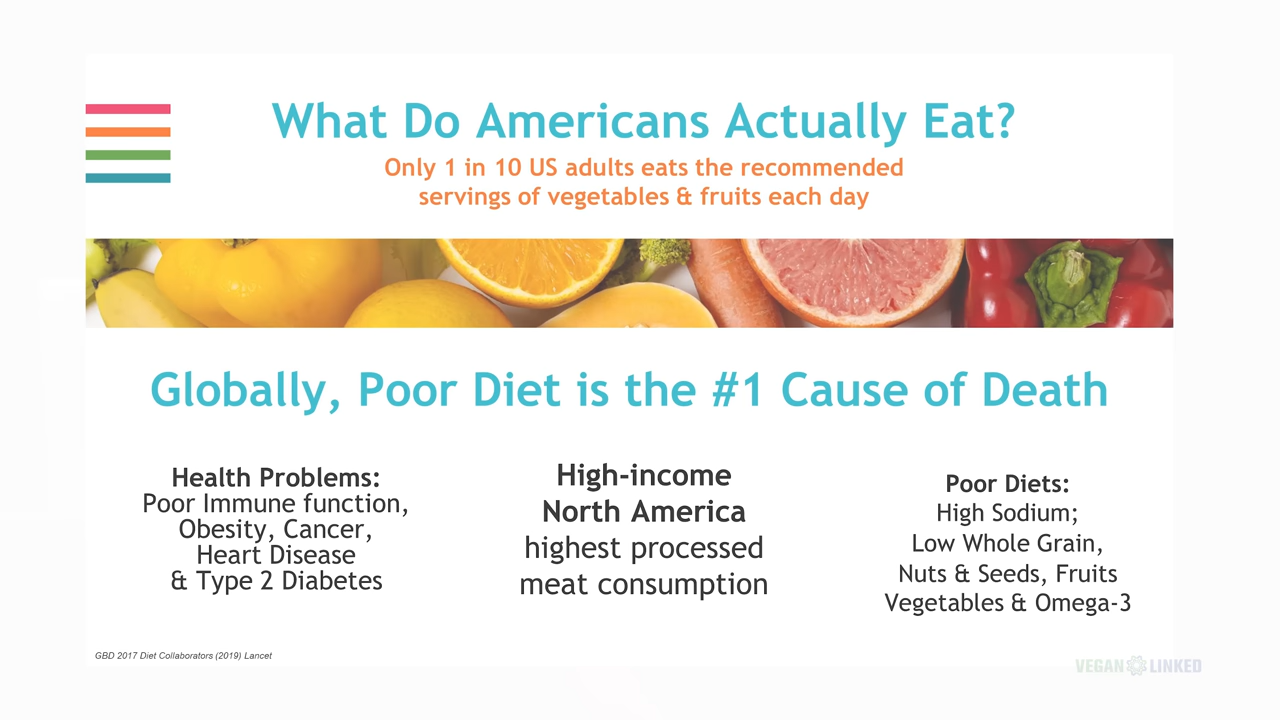 What Do Americans Actually Eat?
Only 1 in 10 US adults eats the recommended
servings of vegetables & fruits each day
Globally, Poor Diet is the #1 Cause of Death
Health Problems:
Poor Immune function,
Obesity, Cancer,
Heart Disease
& Type 2 Diabetes
High-income
North America
highest processed
meat consumption
Poor Diets:
High Sodium;
Low Whole Grain,
Nuts & Seeds, Fruits
Vegetables & Omega-3
GBD 2017 Diet Collaborators (2019) Lancet
VEGAN LINKED